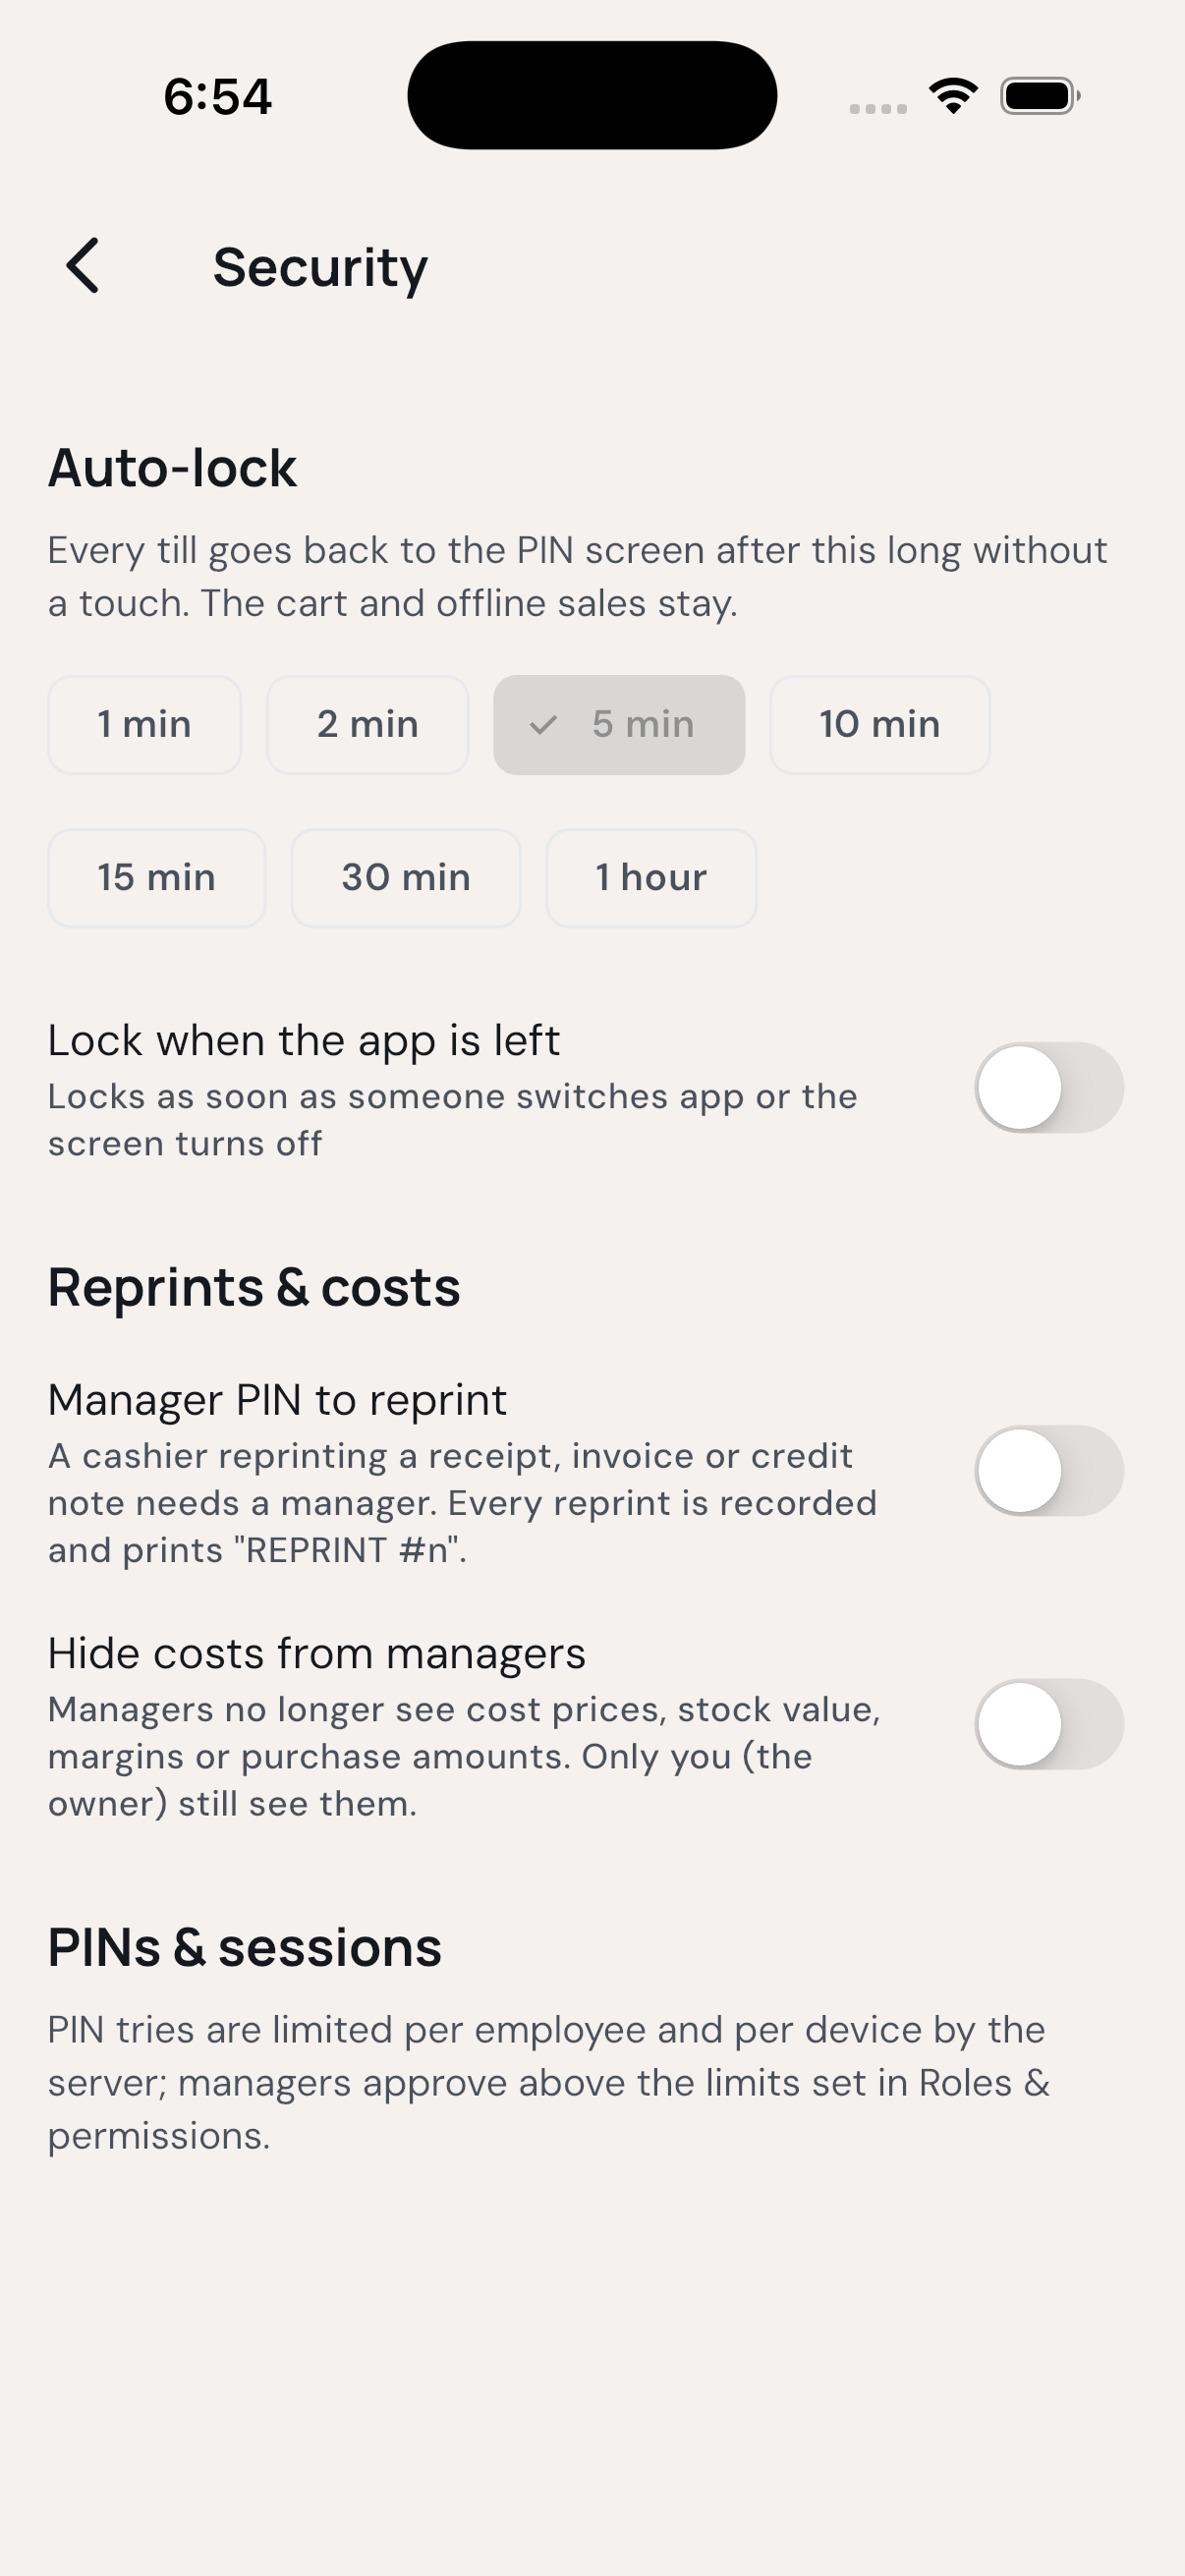 6:54
Security
Auto-lock
Every till goes back to the PIN screen after this long without
a touch. The cart and offline sales stay.
1 min
2 min
5 min
10 min
15 min
30 min
1 hour
Lock when the app is left
Locks as soon as someone switches app or the
screen turns off
Reprints & costs
Manager PIN to reprint
A cashier reprinting a receipt, invoice or credit
note needs a manager. Every reprint is recorded
and prints "REPRINT #n".
Hide costs from managers
Managers no longer see cost prices, stock value,
margins or purchase amounts. Only you (the
owner) still see them.
PINs & sessions
PIN tries are limited per employee and per device by the
server; managers approve above the limits set in Roles &
permissions.